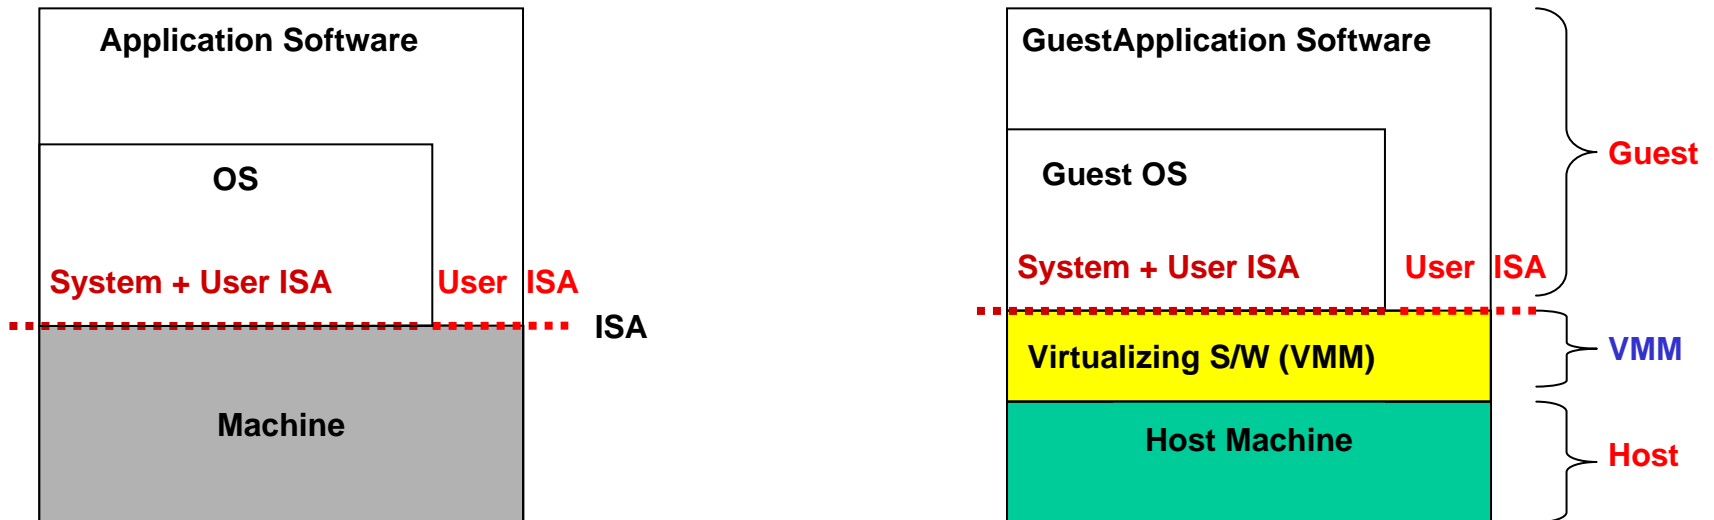 Application Software
OS
System + User ISA
User ISA
ISA
Machine
GuestApplication Software
Guest OS
System + User ISA
User ISA
Virtualizing S/W (VMM)
Host Machine
Guest
VMM
Host